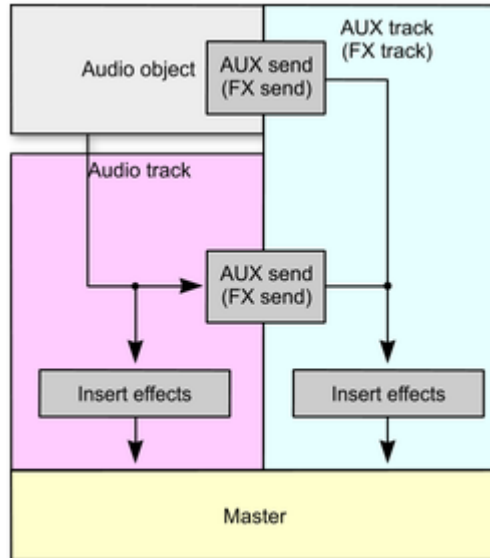 Audio object
AUX send
(FX send)
AUX track
(FX track)
Audio track
AUX send
(FX send)
Insert effects
Insert effects
Master